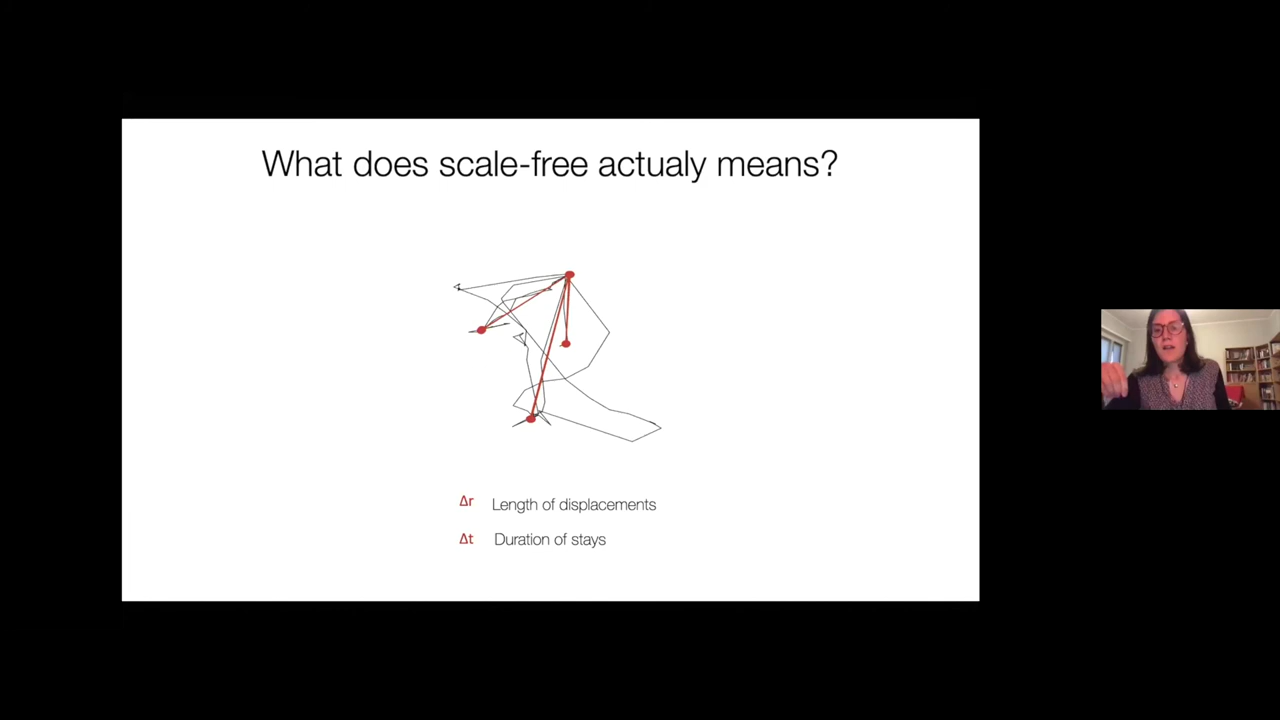 What does scale-free actualy means?
Δr Length of displacements
Δt Duration of stays